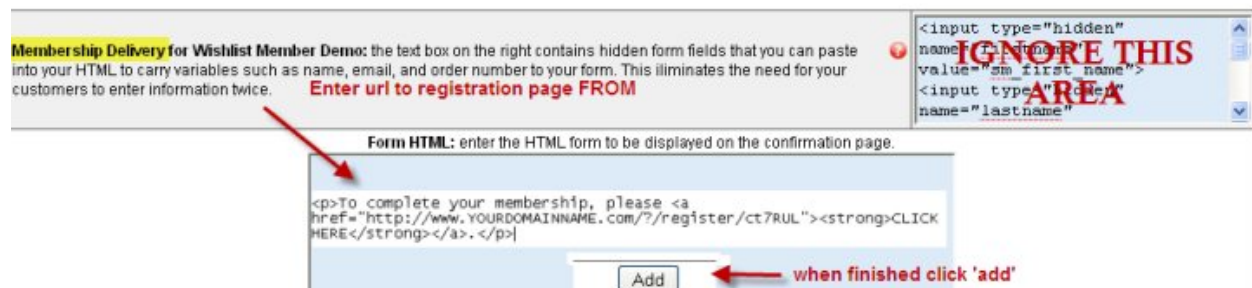 Membership Delivery for Wishlist Member Demo: the text box on the right contains hidden form fields that you can paste
into your HTML to carry variables such as name, email, and order number to your form. This iliminates the need for your
customers to enter information twice.
Enter url to registration page FROM
<input type="hidden"
name="firstname"
value="sm_first_name">
<input type="hidden"
name="lastname"
IGNORE THIS
AREA
Form HTML: enter the HTML form to be displayed on the confirmation page.
<p>To complete your membership, please <a
href="http://www.YOURDOMAINNAME.com/?/register/ct7RUL"><strong>CLICK
HERE</strong></a>.</p>
Add
when finished click 'add'